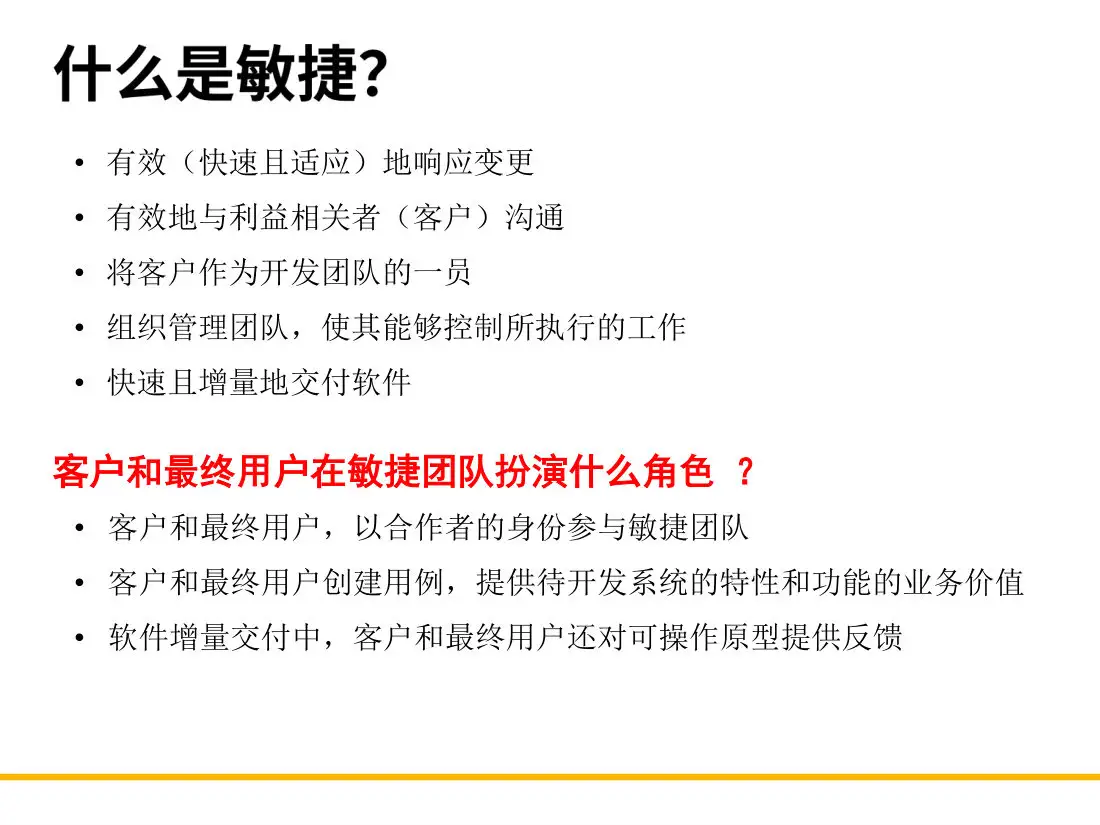 什么是敏捷？
• 有效（快速且适应）地响应变更
• 有效地与利益相关者（客户）沟通
• 将客户作为开发团队的一员
• 组织管理团队，使其能够控制所执行的工作
• 快速且增量地交付软件
客户和最终用户在敏捷团队扮演什么角色 ？
• 客户和最终用户，以合作者的身份参与敏捷团队
• 客户和最终用户创建用例，提供待开发系统的特性和功能的业务价值
• 软件增量交付中，客户和最终用户还对可操作原型提供反馈